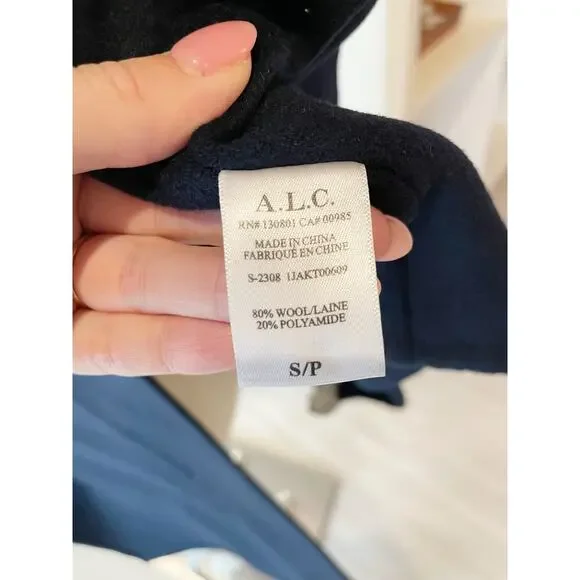 A.L.C.
RN# 130801 CA# 00985
MADE IN CHINA
FABRIQUE EN CHINE
S-2308 1JAKT00609
80% WOOL/LAINE
20% POLYAMIDE
S/P